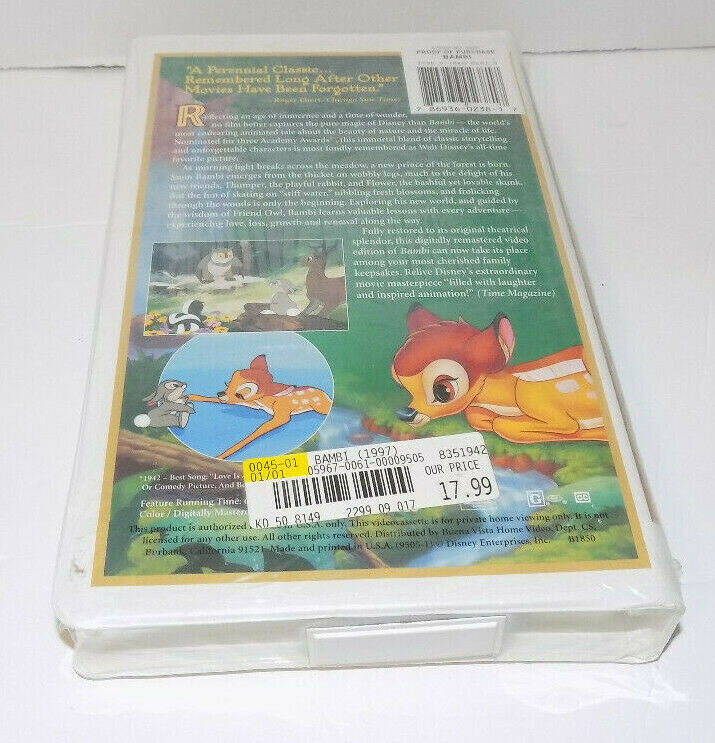 PROOF OF PURCHASE
BAMBI
7 86936 0238
"A Perennial Classic...
Remembered Long After Other
Movies Have Been Forgotten."
Roger Ebert, Chicago Sun-Times
Reflecting an age of innocence and a time of wonder,
no film better captures the pure magic of Disney than Bambi — the world's
most endearing animated tale about the beauty of nature and the miracle of life.
Nominated for three Academy Awards, this immortal blend of classic storytelling
and unforgettable characters is most fondly remembered as Walt Disney's all-time
favorite picture.
As morning light breaks across the meadow, a new prince of the forest is born.
Soon Bambi emerges from the thicket on wobbly legs, much to the delight of his
new friends, Thumper, the playful rabbit, and Flower, the bashful yet lovable skunk.
But the fun of skating on "stiff water," nibbling fresh blossoms, and frolicking
through the woods is only the beginning. Exploring his new world, and guided by
the wisdom of Friend Owl, Bambi learns valuable lessons with every adventure—
experiencing love, loss, growth and renewal along the way.
Fully restored to its original theatrical
splendor, this digitally remastered video
edition of Bambi can now take its place
among your most cherished family
keepsakes. Relive Disney's extraordinary
movie masterpiece "filled with laughter
and inspired animation!" (Time Magazine)
0045-01 BAMBI (1997)
01/01 05967-0061-00009505 8351942
OUR PRICE
17.99
KO 50.8149 2299 09 017
*1942 – Best Song: "Love Is
Or Comedy Picture, And Be
Feature Running Time:
Color / Digitally Master
G CC
This product is authorized U.S.A. only. This videocassette is for private home viewing only. It is not
licensed for any other use. All other rights reserved. Distributed by Buena Vista Home Video, Dept. CS,
Burbank, California 91521. Made and printed in U.S.A. (9505-1) © Disney Enterprises, Inc. B1850